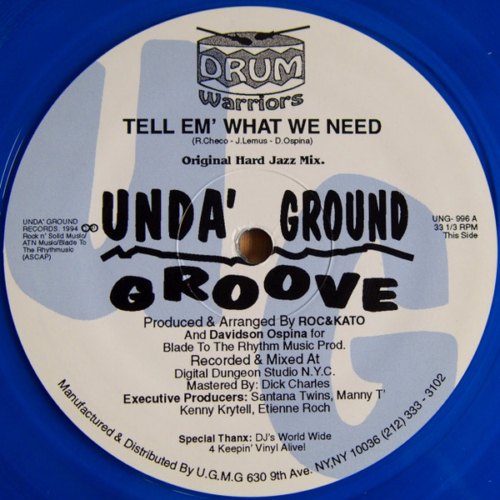 DRUM
Warriors
TELL EM' WHAT WE NEED
(R.Checo - J.Lemus - D.Ospina)
Original Hard Jazz Mix.
UNDA' GROUND
GROOVE
UNDA' GROUND
RECORDS: 1994 ©℗
Rock n' Solid Music/
ATN Music/Blade To
The Rhythmusic
(ASCAP)
UNG- 996 A
33 1/3 RPM
This Side
Produced & Arranged By ROC&KATO
And Davidson Ospina for
Blade To The Rhythm Music Prod.
Recorded & Mixed At
Digital Dungeon Studio N.Y.C.
Mastered By: Dick Charles
Executive Producers: Santana Twins, Manny T'
Kenny Krytell, Etienne Roch
Special Thanx: DJ's World Wide
4 Keepin' Vinyl Alive!
Manufactured & Distributed By U.G.M.G 630 9th Ave. NY,NY 10036 (212) 333 - 3102
UG